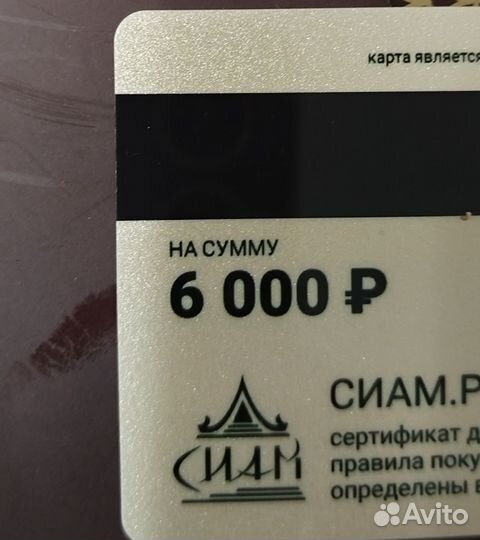 карта является
НА СУММУ
6 000 ₽
СИАМ.Р
сертификат д
правила поку
определены в
СИАМ
Avito